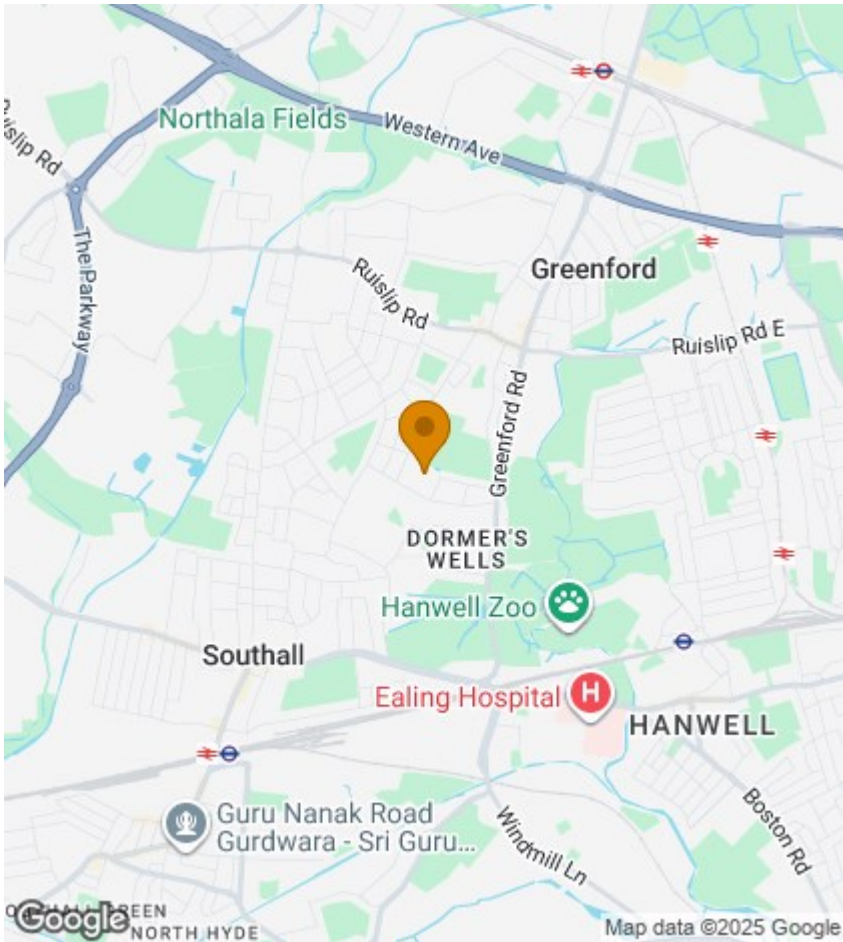 Northala Fields
Western Ave
Ruislip Rd
The Parkway
Greenford
Ruislip Rd
Ruislip Rd E
Greenford Rd
DORMER'S
WELLS
Hanwell Zoo
Southall
Ealing Hospital
H
HANWELL
Boston Rd
Windmill Ln
Guru Nanak Road
Gurdwara - Sri Guru...
GREEN
NORTH HYDE
Google
Map data ©2025 Google